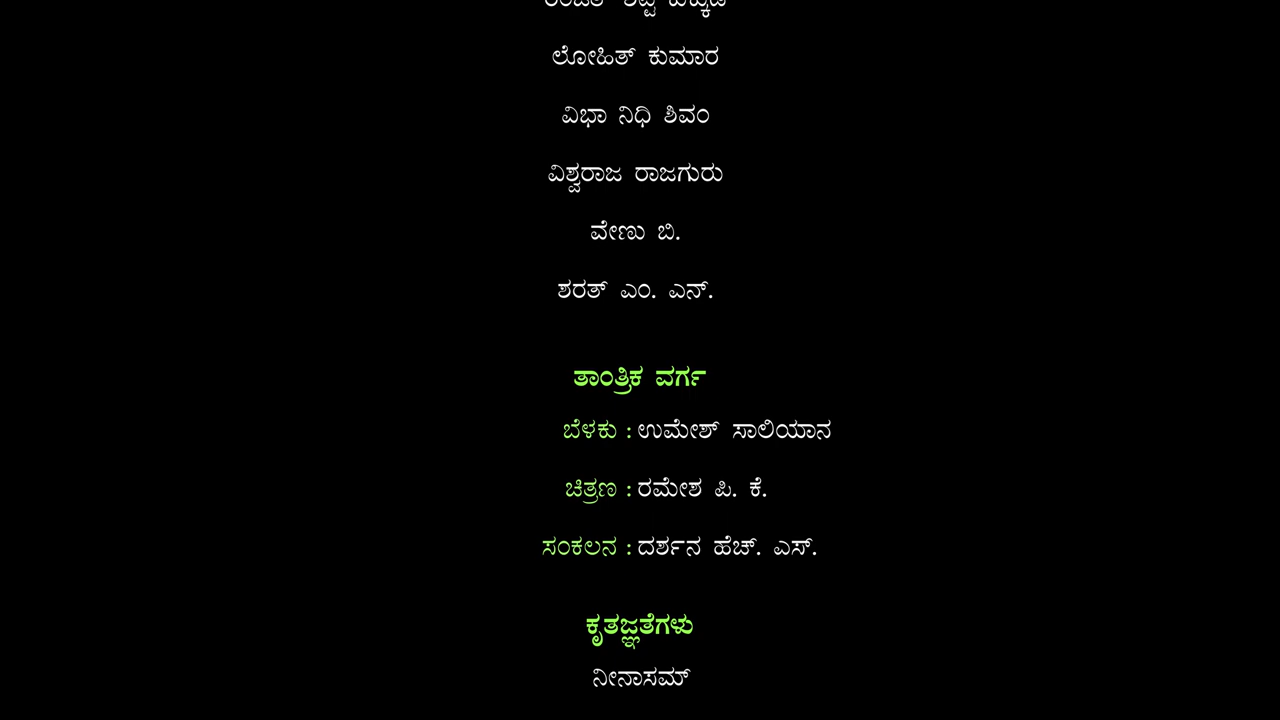 ಲೋಹಿತ್ ಕುಮಾರ
ವಿಭಾ ನಿಧಿ ಶಿವಂ
ವಿಶ್ವರಾಜ ರಾಜಗುರು
ವೇಣು ಬಿ.
ಶರತ್ ಎಂ. ಎನ್.
ತಾಂತ್ರಿಕ ವರ್ಗ
ಬೆಳಕು : ಉಮೇಶ್ ಸಾಲಿಯಾನ
ಚಿತ್ರಣ : ರಮೇಶ ಪಿ. ಕೆ.
ಸಂಕಲನ : ದರ್ಶನ ಹೆಚ್. ಎಸ್.
ಕೃತಜ್ಞತೆಗಳು
ನೀನಾಸಮ್